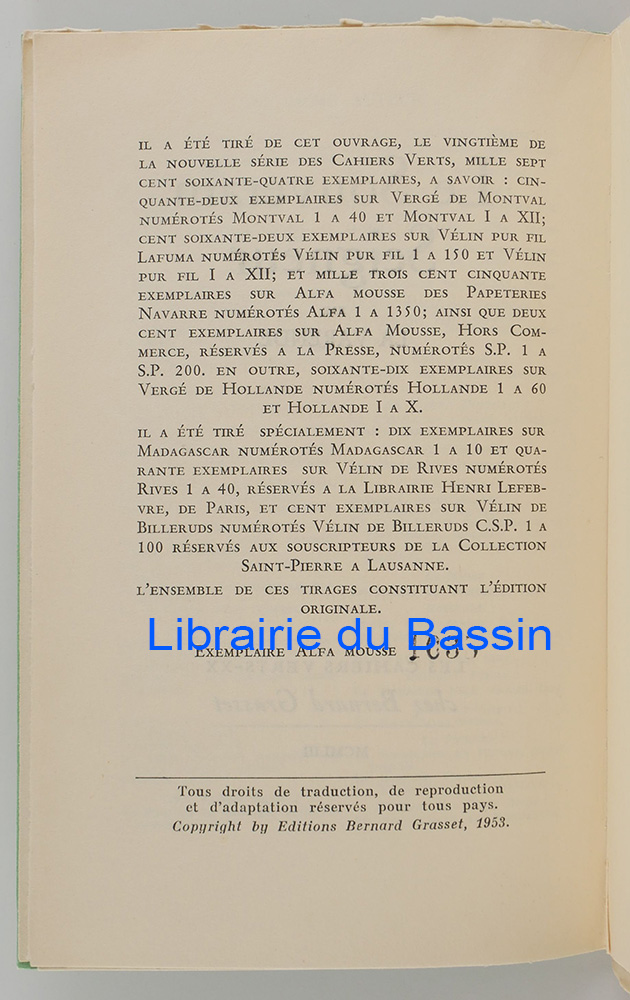 IL A ÉTÉ TIRÉ DE CET OUVRAGE, LE VINGTIÈME DE
LA NOUVELLE SÉRIE DES CAHIERS VERTS, MILLE SEPT
CENT SOIXANTE-QUATRE EXEMPLAIRES, A SAVOIR : CIN-
QUANTE-DEUX EXEMPLAIRES SUR VERGÉ DE MONTVAL
NUMÉROTÉS MONTVAL 1 A 40 ET MONTVAL I A XII;
CENT SOIXANTE-DEUX EXEMPLAIRES SUR VÉLIN PUR FIL
LAFUMA NUMÉROTÉS VÉLIN PUR FIL 1 A 150 ET VÉLIN
PUR FIL I A XII; ET MILLE TROIS CENT CINQUANTE
EXEMPLAIRES SUR ALFA MOUSSE DES PAPETERIES
NAVARRE NUMÉROTÉS ALFA 1 A 1350; AINSI QUE DEUX
CENT EXEMPLAIRES SUR ALFA MOUSSE, HORS COM-
MERCE, RÉSERVÉS A LA PRESSE, NUMÉROTÉS S.P. 1 A
S.P. 200. EN OUTRE, SOIXANTE-DIX EXEMPLAIRES SUR
VERGÉ DE HOLLANDE NUMÉROTÉS HOLLANDE 1 A 60
ET HOLLANDE I A X.
IL A ÉTÉ TIRÉ SPÉCIALEMENT : DIX EXEMPLAIRES SUR
MADAGASCAR NUMÉROTÉS MADAGASCAR 1 A 10 ET QUA-
RANTE EXEMPLAIRES SUR VÉLIN DE RIVES NUMÉROTÉS
RIVES 1 A 40, RÉSERVÉS A LA LIBRAIRIE HENRI LEFEB-
VRE, DE PARIS, ET CENT EXEMPLAIRES SUR VÉLIN DE
BILLERUDS NUMÉROTÉS VÉLIN DE BILLERUDS C.S.P. 1 A
100 RÉSERVÉS AUX SOUSCRIPTEURS DE LA COLLECTION
SAINT-PIERRE A LAUSANNE.
L'ENSEMBLE DE CES TIRAGES CONSTITUANT L'ÉDITION
ORIGINALE.
Librairie du Bassin
EXEMPLAIRE ALFA MOUSSE
Tous droits de traduction, de reproduction
et d'adaptation réservés pour tous pays.
Copyright by Editions Bernard Grasset, 1953.